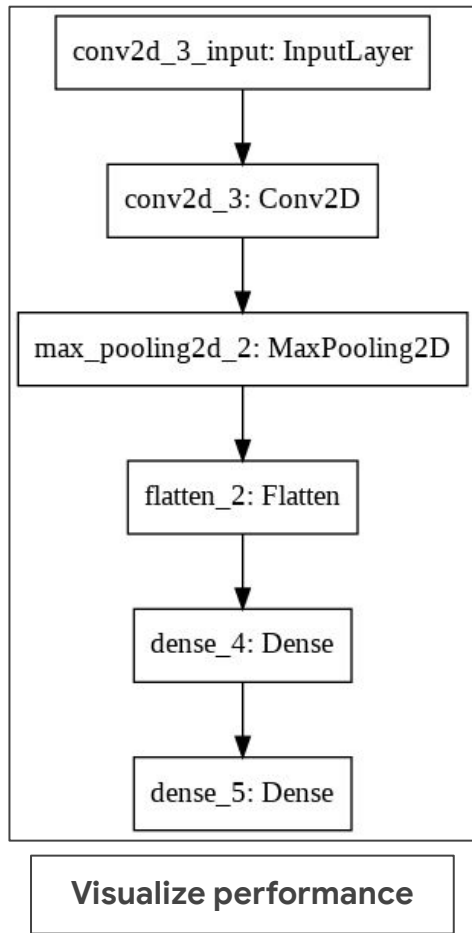 conv2d_3_input: InputLayer
conv2d_3: Conv2D
max_pooling2d_2: MaxPooling2D
flatten_2: Flatten
dense_4: Dense
dense_5: Dense
Visualize performance